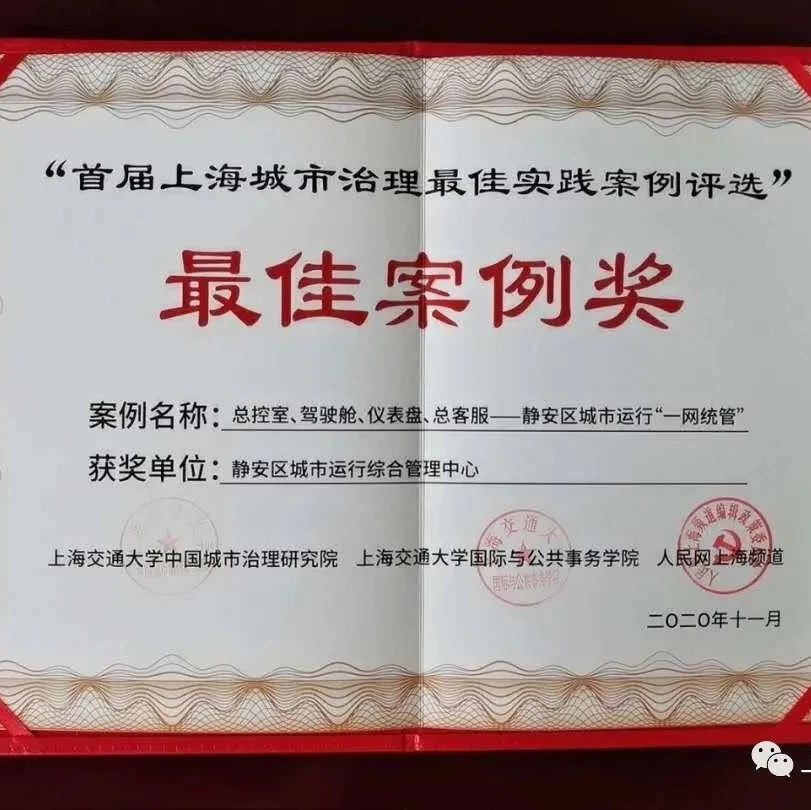 “首届上海城市治理最佳实践案例评选”
最佳案例奖
案例名称：总控室、驾驶舱、仪表盘、总客服——静安区城市运行“一网统管”
获奖单位：静安区城市运行综合管理中心
上海交通大学中国城市治理研究院 上海交通大学国际与公共事务学院 人民网上海频道
二〇二〇年十一月